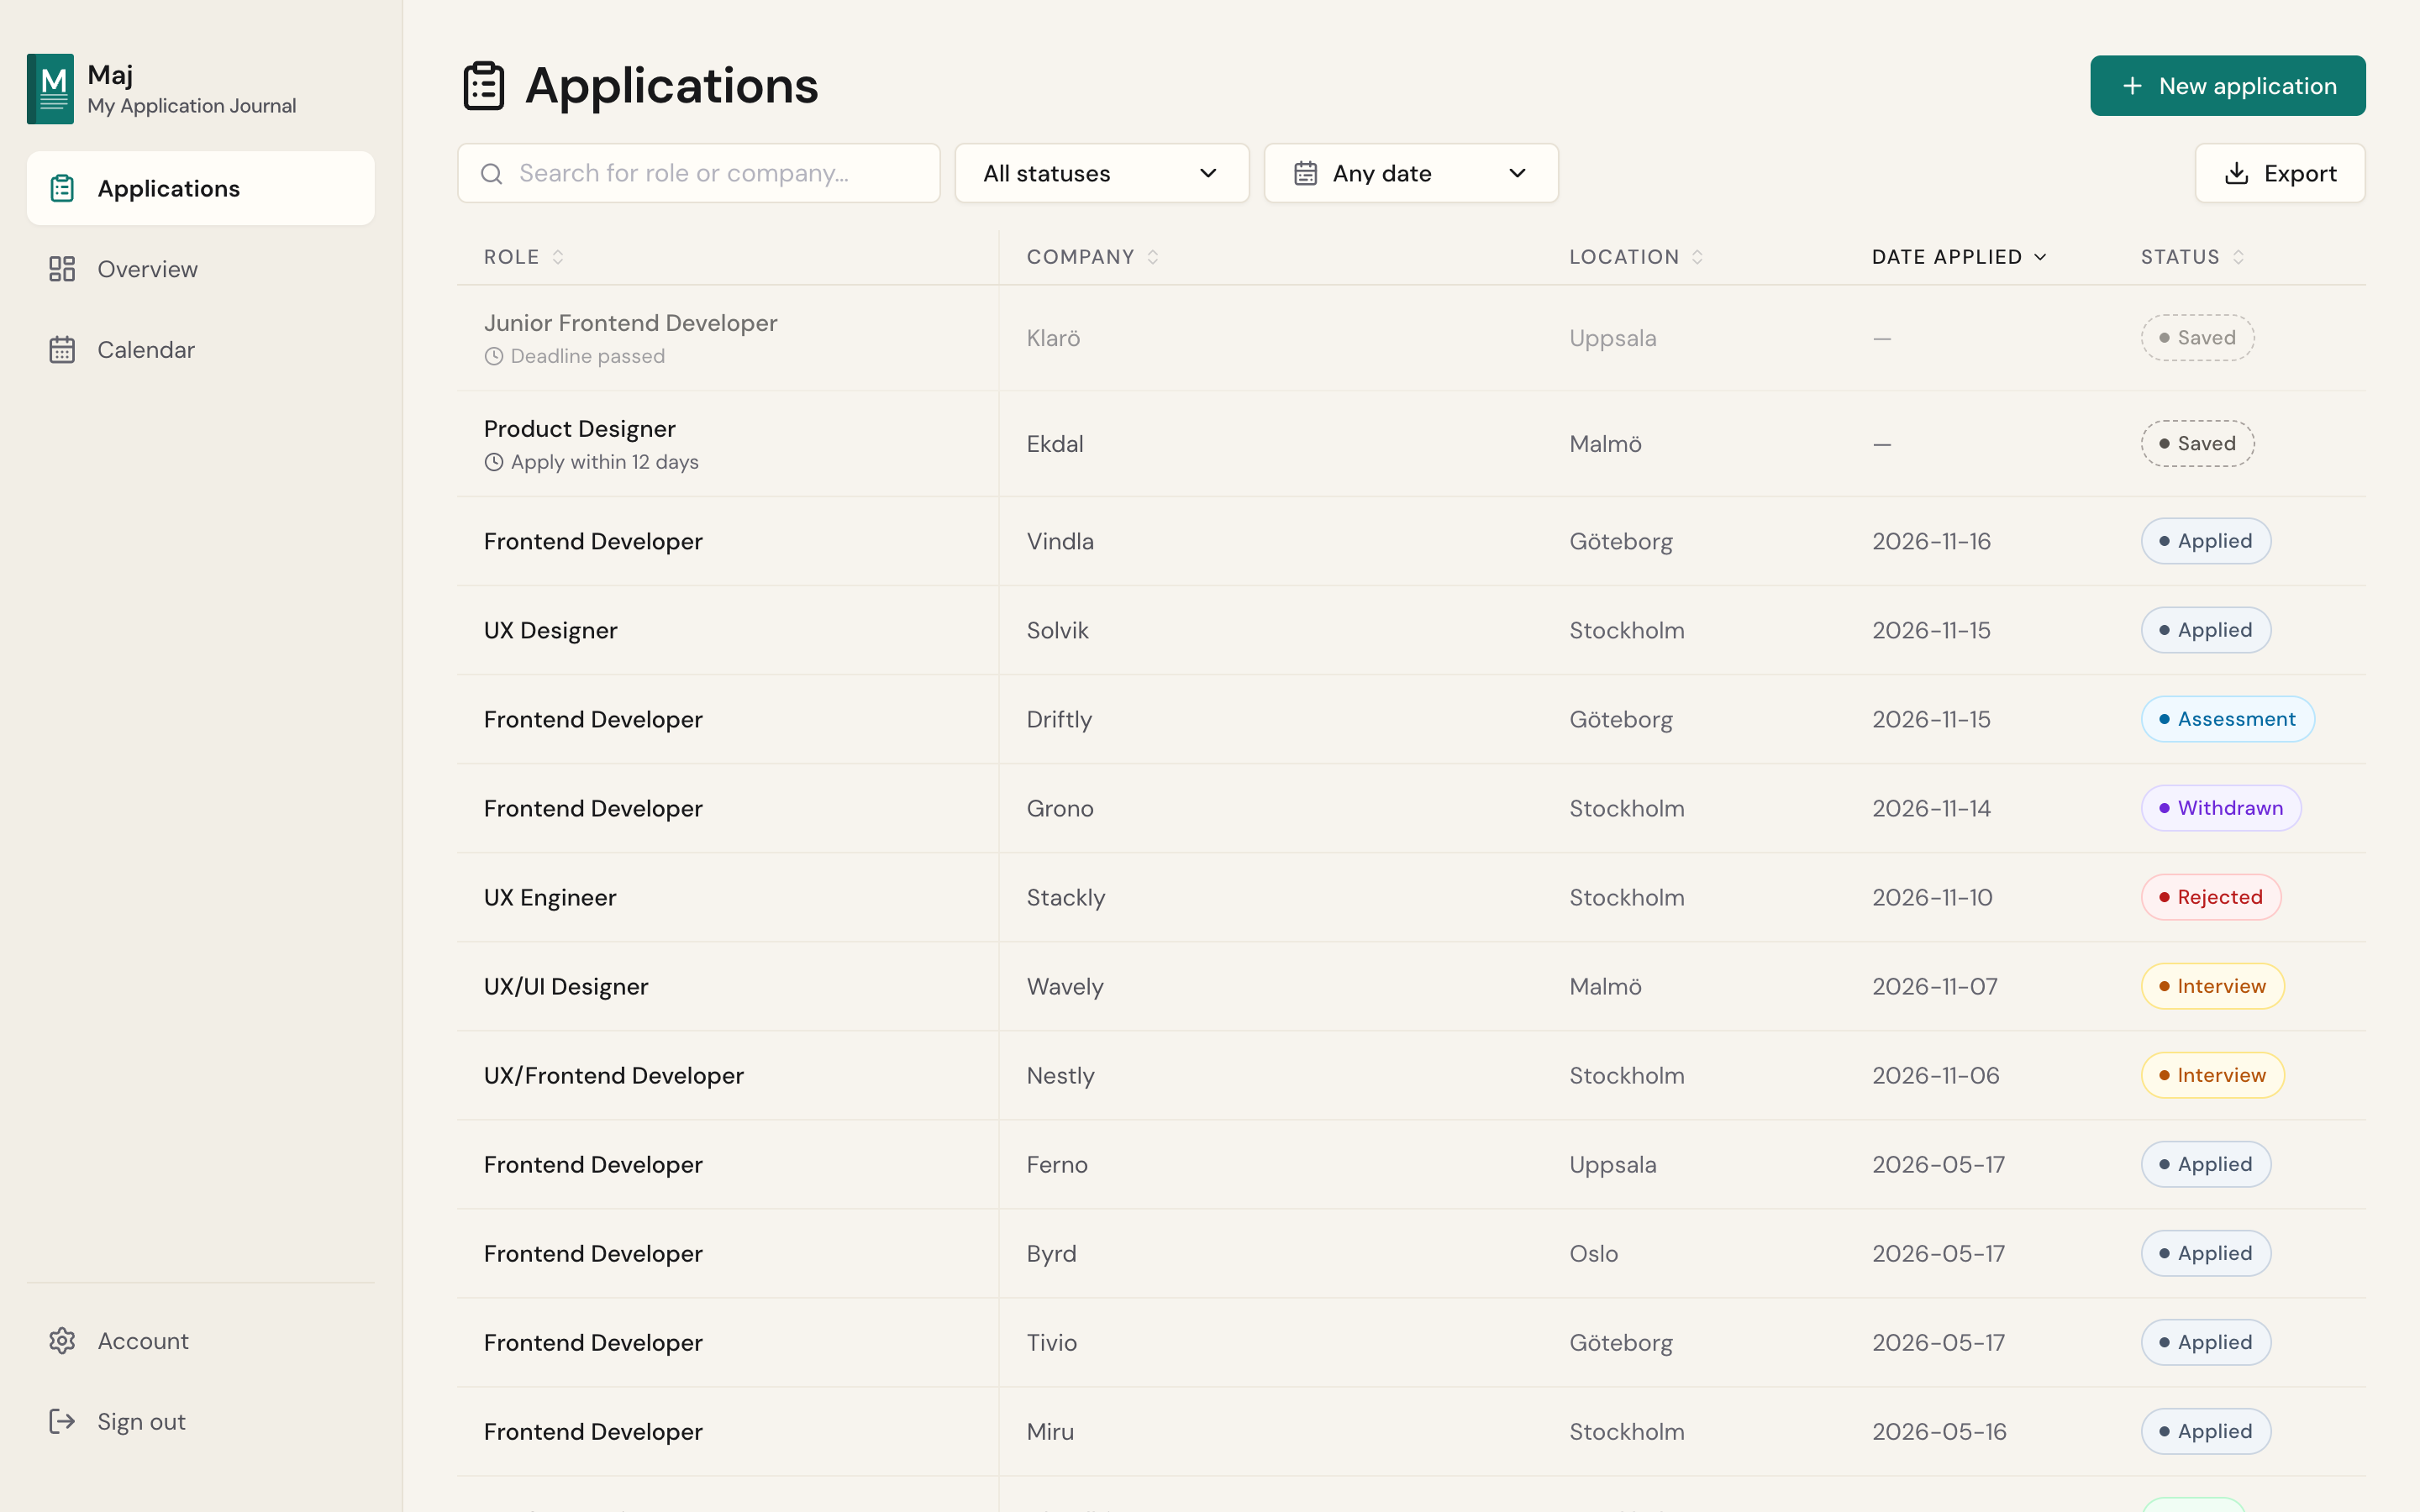 M
Maj
My Application Journal
Applications
Overview
Calendar
Account
Sign out
Applications
New application
Search for role or company...
All statuses
Any date
Export
ROLE COMPANY LOCATION DATE APPLIED STATUS
Junior Frontend Developer
Deadline passed
Klarö Uppsala — Saved
Product Designer
Apply within 12 days
Ekdal Malmö — Saved
Frontend Developer Vindla Göteborg 2026-11-16 Applied
UX Designer Solvik Stockholm 2026-11-15 Applied
Frontend Developer Driftly Göteborg 2026-11-15 Assessment
Frontend Developer Grono Stockholm 2026-11-14 Withdrawn
UX Engineer Stackly Stockholm 2026-11-10 Rejected
UX/UI Designer Wavely Malmö 2026-11-07 Interview
UX/Frontend Developer Nestly Stockholm 2026-11-06 Interview
Frontend Developer Ferno Uppsala 2026-05-17 Applied
Frontend Developer Byrd Oslo 2026-05-17 Applied
Frontend Developer Tivio Göteborg 2026-05-17 Applied
Frontend Developer Miru Stockholm 2026-05-16 Applied